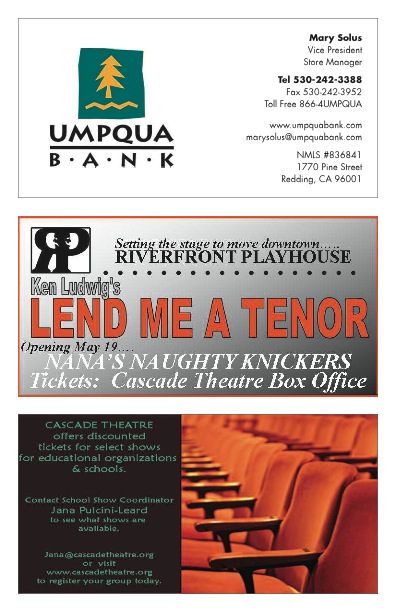 UMPQUA
B·A·N·K
Mary Solus
Vice President
Store Manager
Tel 530-242-3388
Fax 530-242-3952
Toll Free 866-4UMPQUA
www.umpquabank.com
marysolus@umpquabank.com
NMLS #836841
1770 Pine Street
Redding, CA 96001
RP
Setting the stage to move downtown.....
RIVERFRONT PLAYHOUSE
Ken Ludwig's
LEND ME A TENOR
Opening May 19....
NANA'S NAUGHTY KNICKERS
Tickets: Cascade Theatre Box Office
CASCADE THEATRE
offers discounted
tickets for select shows
for educational organizations
& schools.
Contact School Show Coordinator
Jana Pulcini-Leard
to see what shows are
available.
Jana@cascadetheatre.org
or visit
www.cascadetheatre.org
to register your group today.